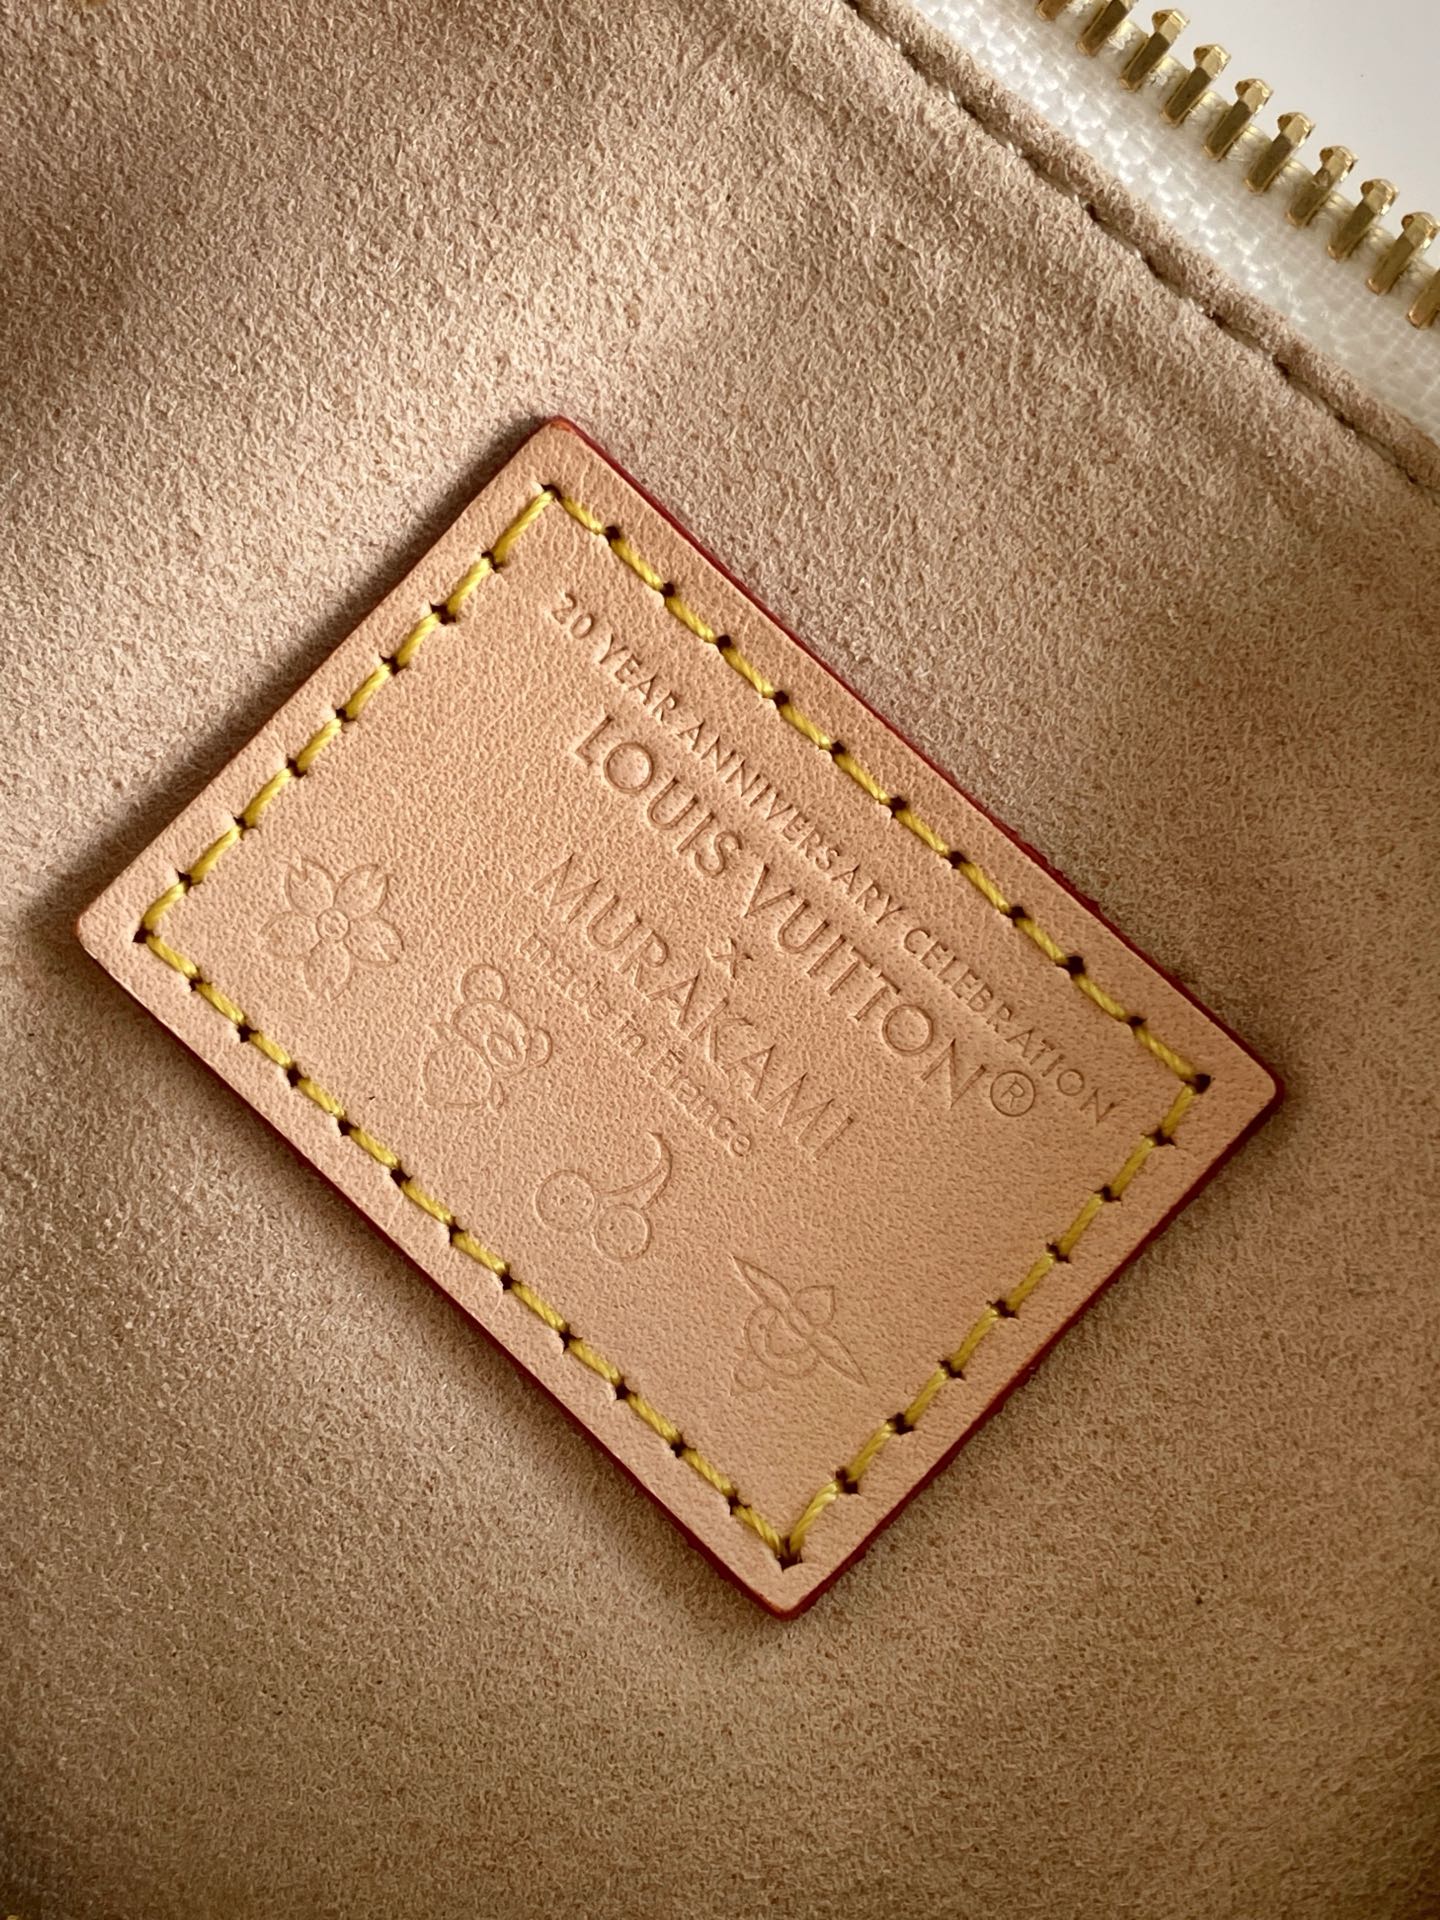 20 YEAR ANNIVERSARY CELEBRATION
LOUIS VUITTON®
×
MURAKAMI
made in France